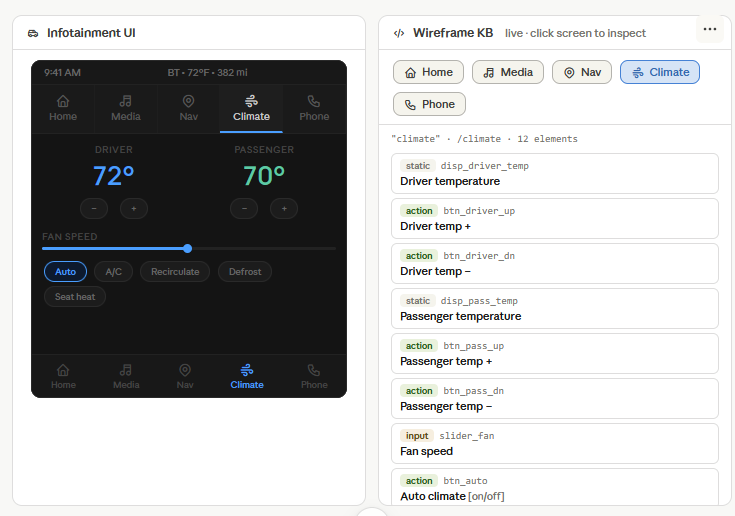 Infotainment UI
9:41 AM
BT · 72°F · 382 mi
Home
Media
Nav
Climate
Phone
DRIVER
PASSENGER
72°
70°
−
+
−
+
FAN SPEED
Auto
A/C
Recirculate
Defrost
Seat heat
Home
Media
Nav
Climate
Phone
Wireframe KB
live · click screen to inspect
Home
Media
Nav
Climate
Phone
"climate" · /climate · 12 elements
static disp_driver_temp
Driver temperature
action btn_driver_up
Driver temp +
action btn_driver_dn
Driver temp −
static disp_pass_temp
Passenger temperature
action btn_pass_up
Passenger temp +
action btn_pass_dn
Passenger temp −
input slider_fan
Fan speed
action btn_auto
Auto climate [on/off]